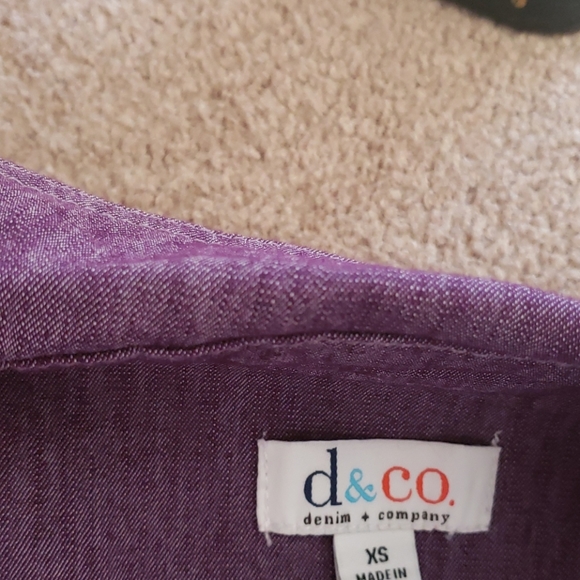 d&co.
denim + company
XS
MADE IN